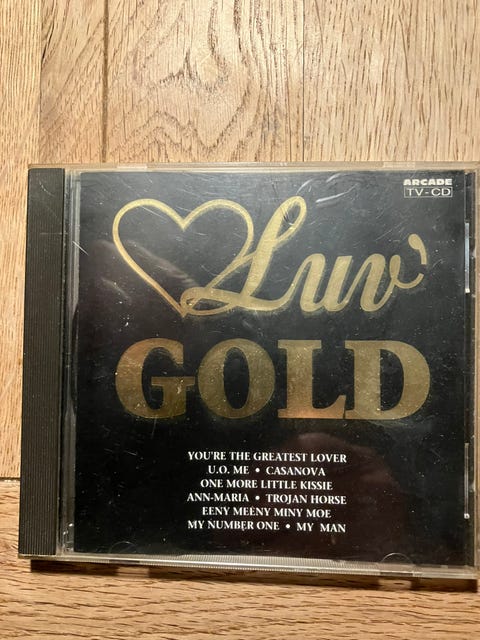 ARCADE
TV-CD
Luv'
GOLD
YOU'RE THE GREATEST LOVER
U.O. ME • CASANOVA
ONE MORE LITTLE KISSIE
ANN-MARIA • TROJAN HORSE
EENY MEENY MINY MOE
MY NUMBER ONE • MY MAN